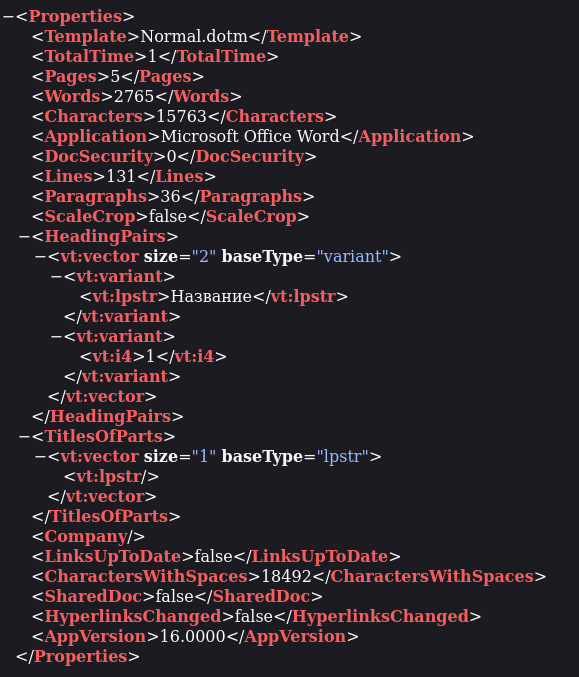 −<Properties>
<Template>Normal.dotm</Template>
<TotalTime>1</TotalTime>
<Pages>5</Pages>
<Words>2765</Words>
<Characters>15763</Characters>
<Application>Microsoft Office Word</Application>
<DocSecurity>0</DocSecurity>
<Lines>131</Lines>
<Paragraphs>36</Paragraphs>
<ScaleCrop>false</ScaleCrop>
−<HeadingPairs>
−<vt:vector size="2" baseType="variant">
−<vt:variant>
<vt:lpstr>Название</vt:lpstr>
</vt:variant>
−<vt:variant>
<vt:i4>1</vt:i4>
</vt:variant>
</vt:vector>
</HeadingPairs>
−<TitlesOfParts>
−<vt:vector size="1" baseType="lpstr">
<vt:lpstr/>
</vt:vector>
</TitlesOfParts>
<Company/>
<LinksUpToDate>false</LinksUpToDate>
<CharactersWithSpaces>18492</CharactersWithSpaces>
<SharedDoc>false</SharedDoc>
<HyperlinksChanged>false</HyperlinksChanged>
<AppVersion>16.0000</AppVersion>
</Properties>